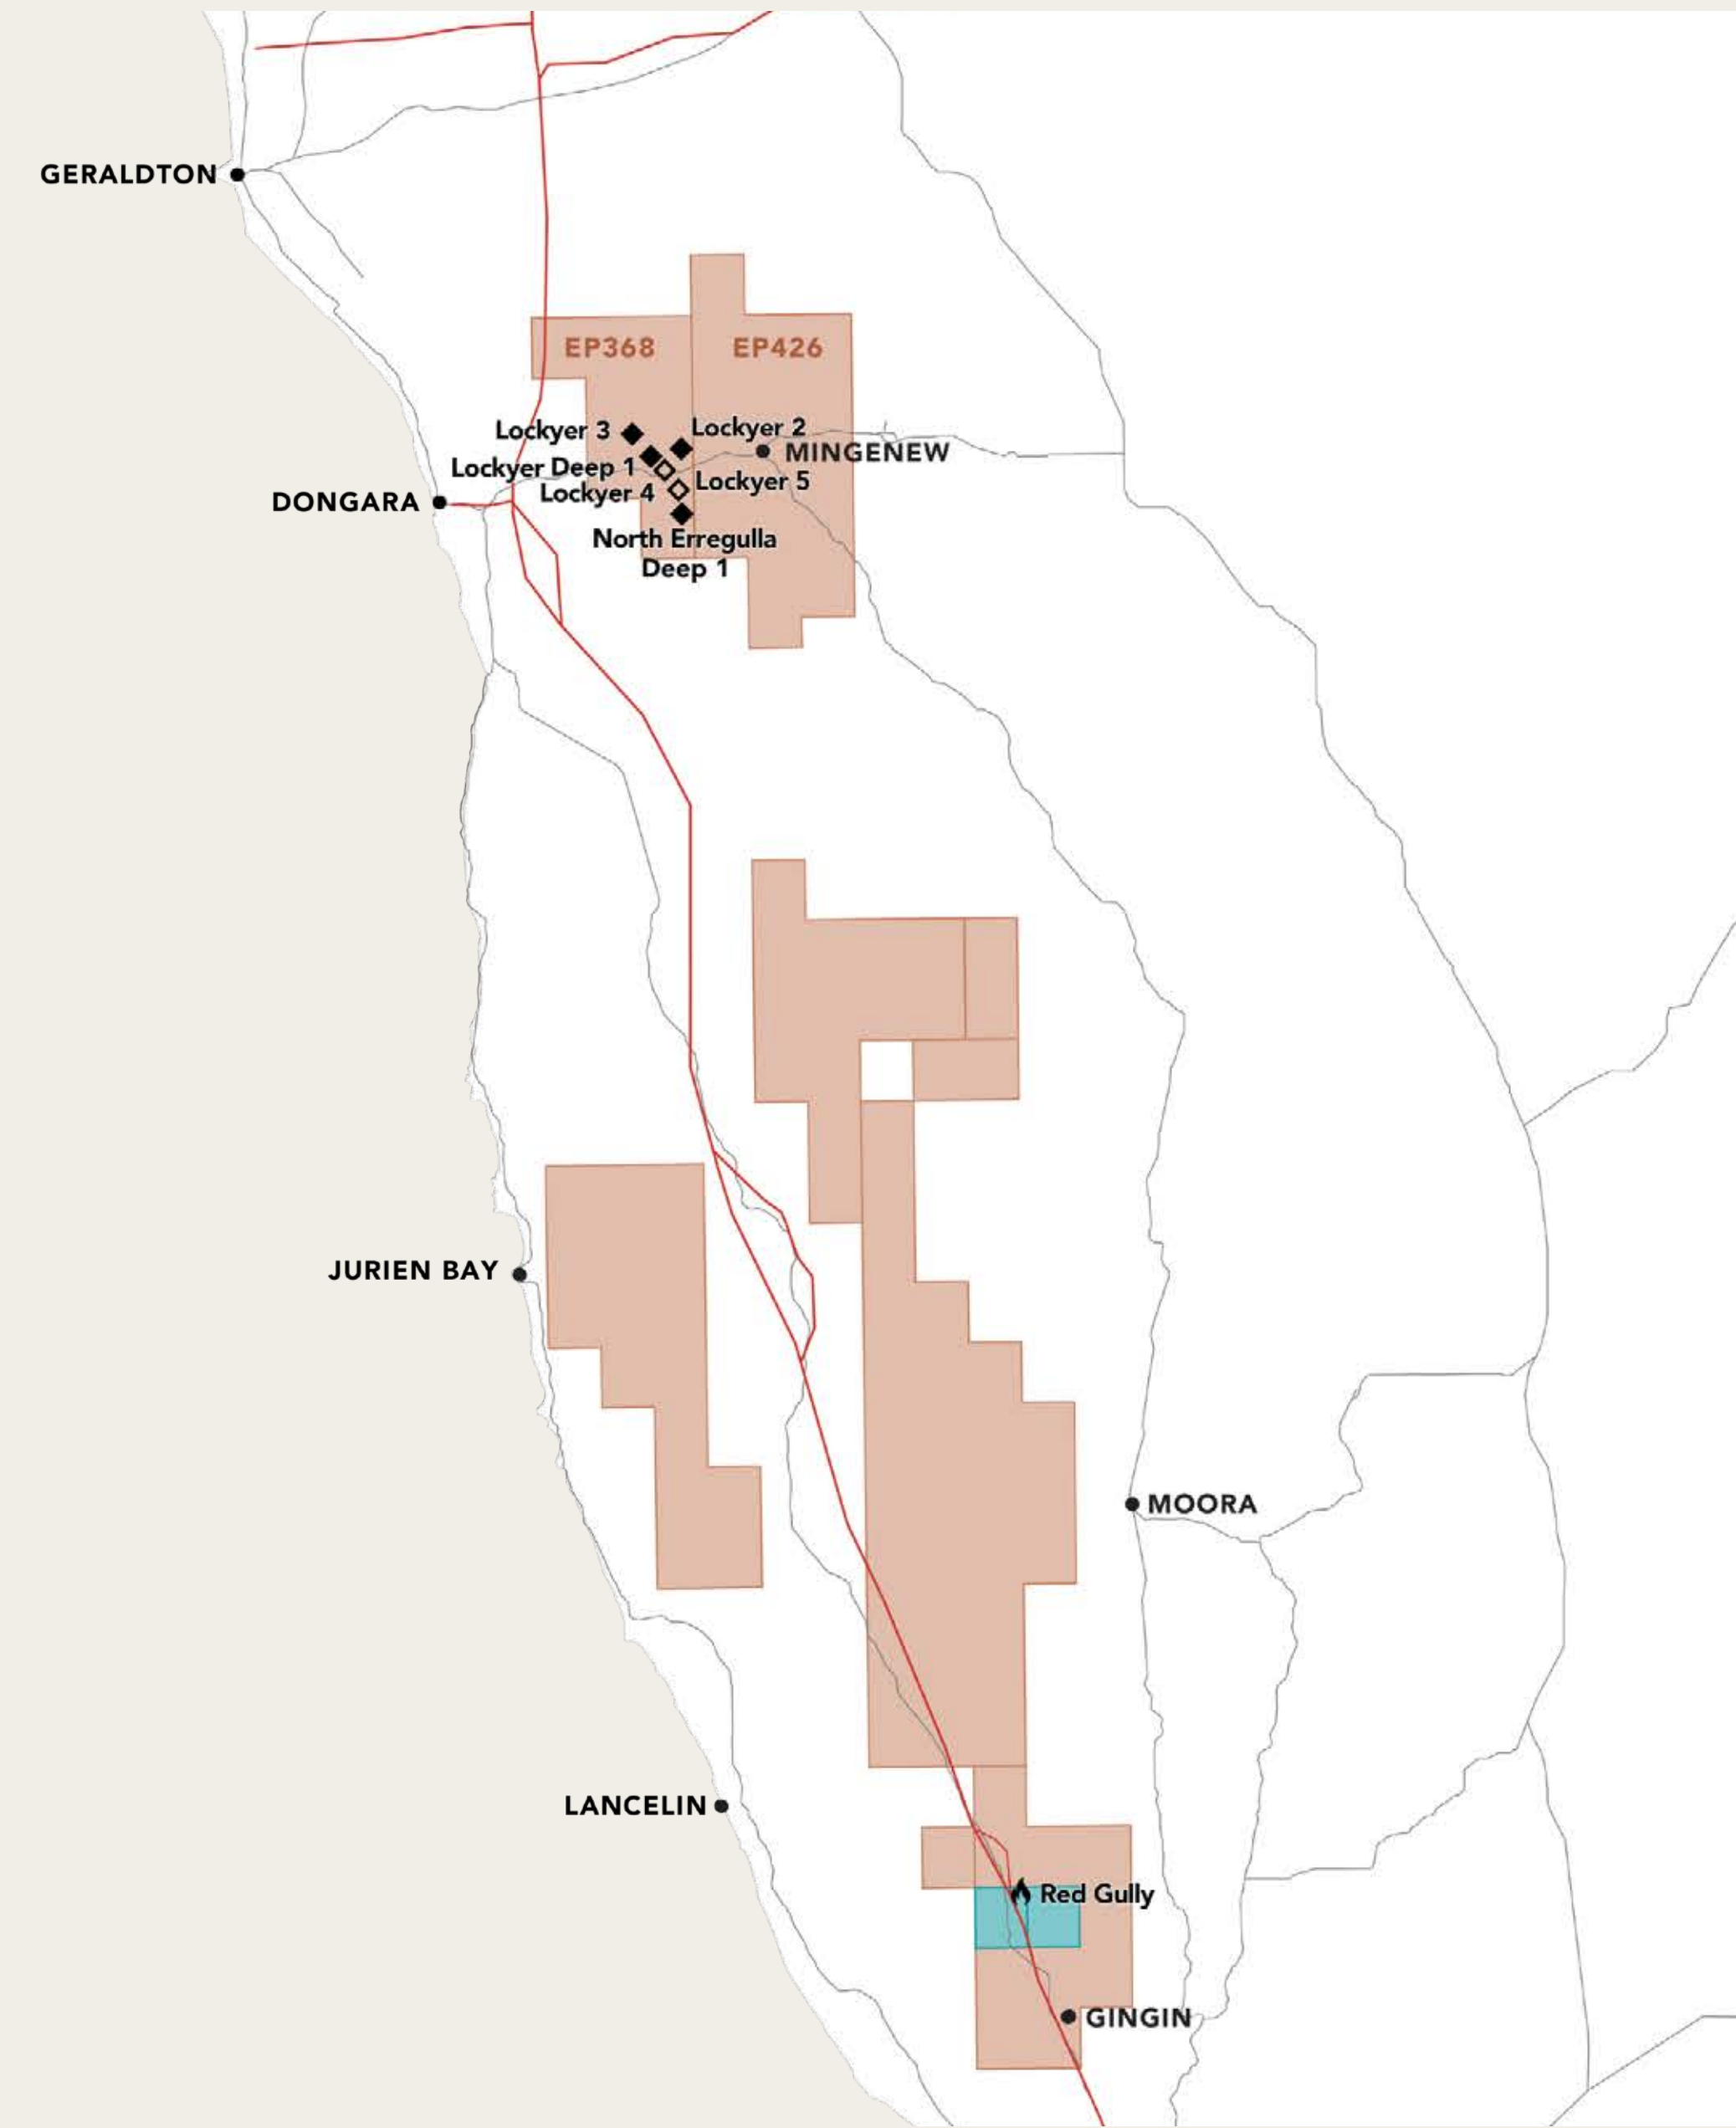 GERALDTON
EP368
EP426
Lockyer 3
Lockyer 2
MINGENEW
Lockyer Deep 1
Lockyer 5
Lockyer 4
DONGARA
North Erregulla
Deep 1
JURIEN BAY
MOORA
LANCELIN
Red Gully
GINGIN